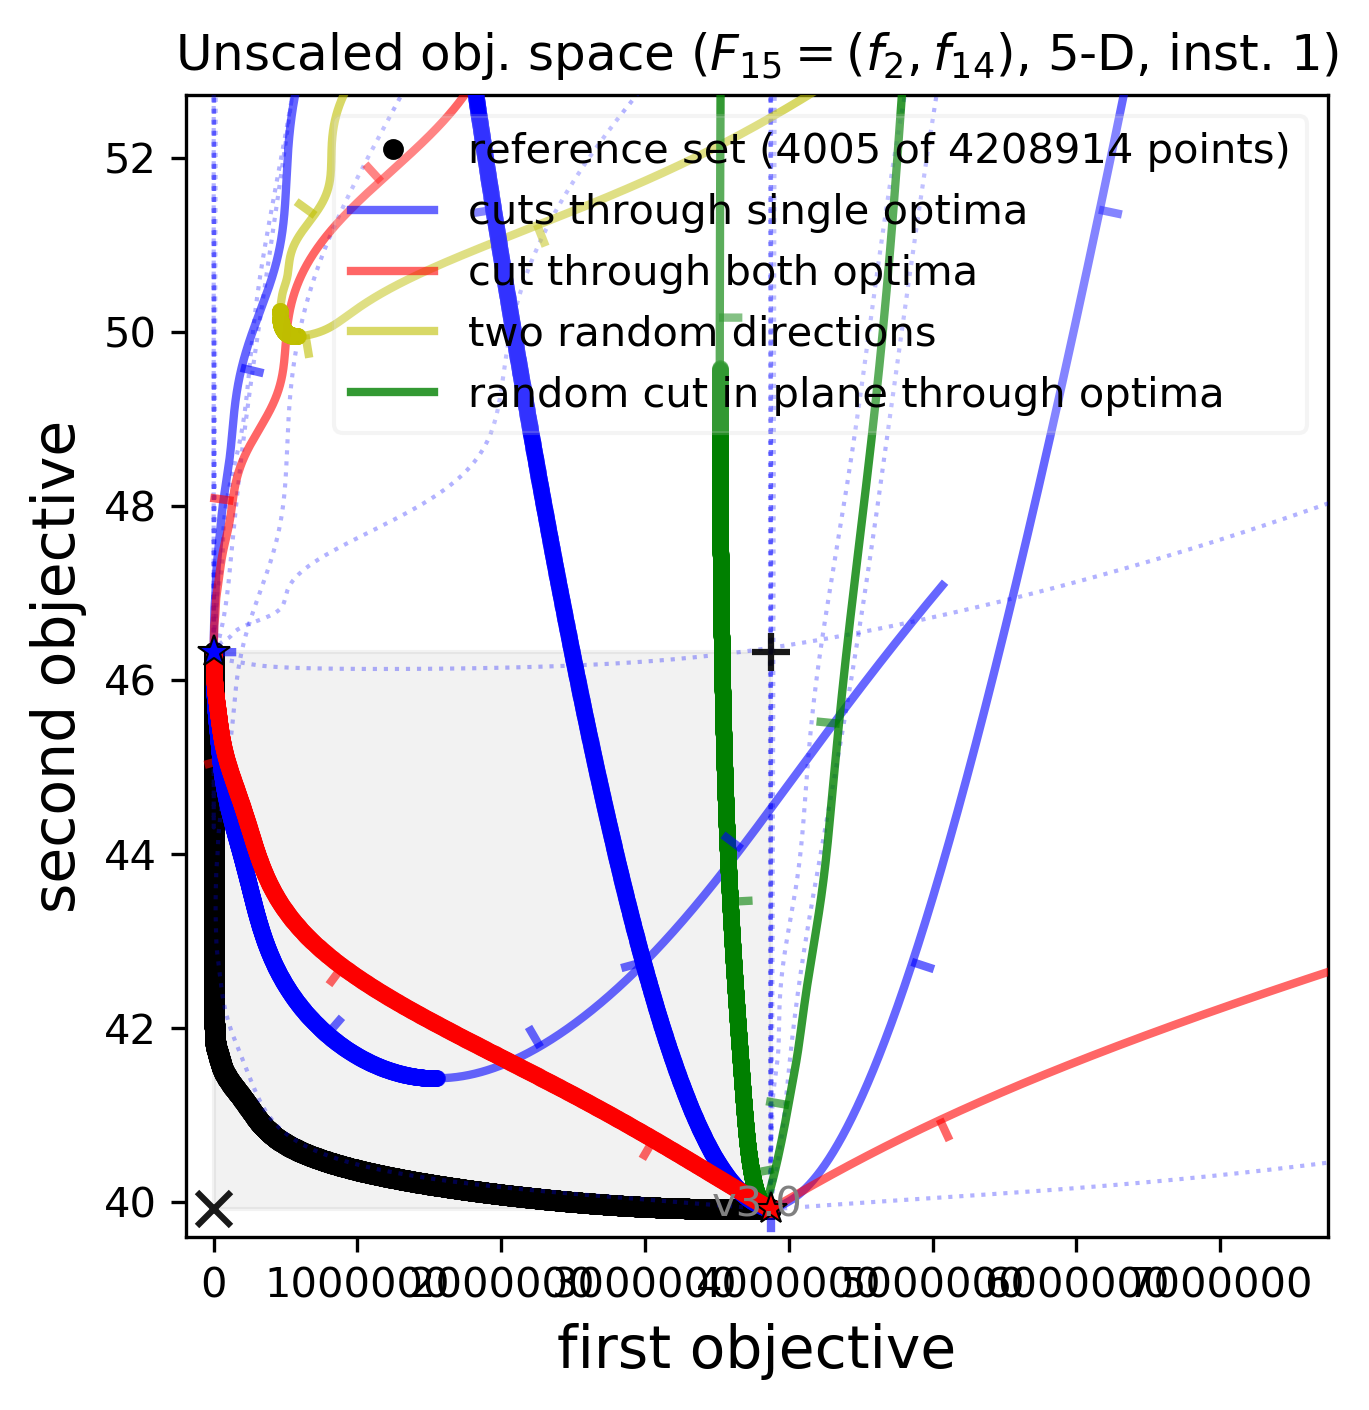 Unscaled obj. space (F15 = (f2, f14), 5-D, inst. 1)
reference set (4005 of 4208914 points)
cuts through single optima
cut through both optima
two random directions
random cut in plane through optima
52
50
48
46
44
42
40
second objective
v3.0
0 1000000 2000000 3000000 4000000 5000000 6000000 7000000
first objective